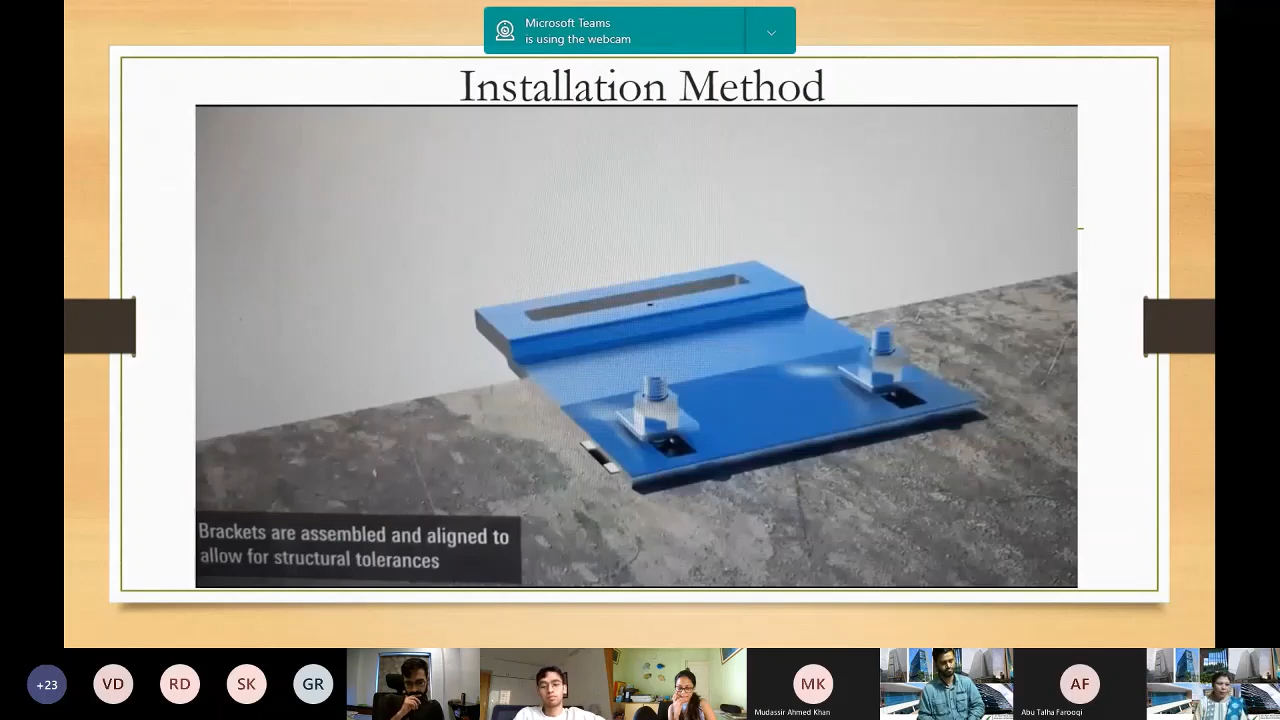 Microsoft Teams
is using the webcam
Installation Method
Brackets are assembled and aligned to
allow for structural tolerances
+23
VD
RD
SK
GR
MK
Mudassir Ahmed Khan
AF
Abu Talha Farooqi